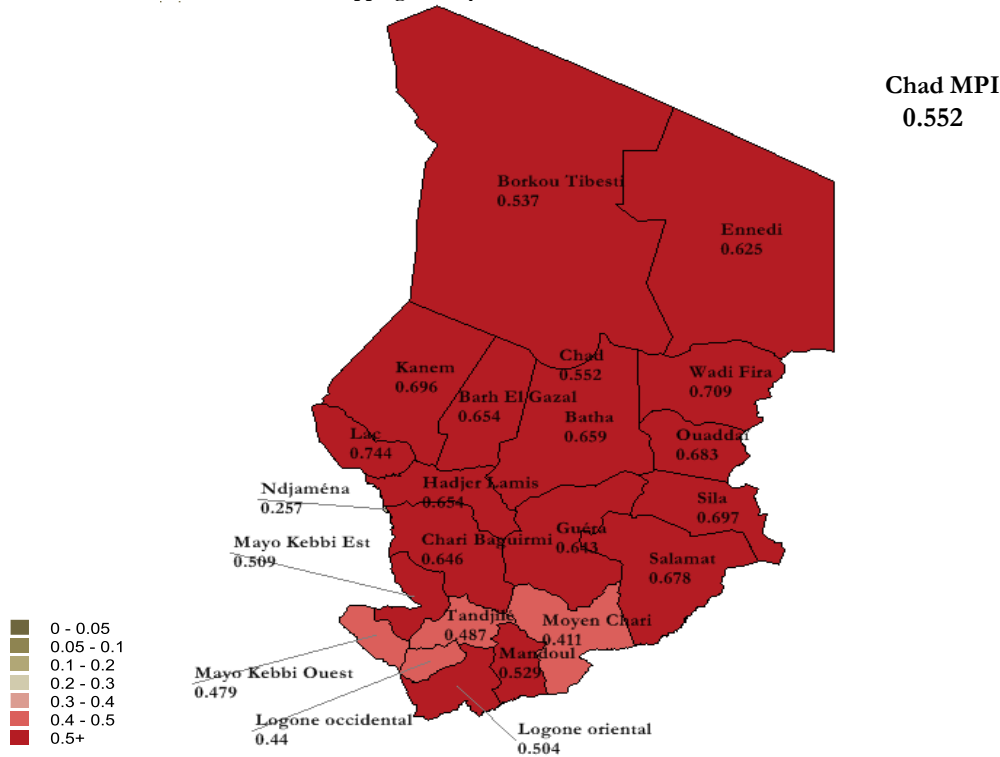 Chad MPI
0.552
Borkou Tibesti
0.537
Ennedi
0.625
Chad
0.552
Kanem
0.696
Wadi Fira
0.709
Barh El Gazal
0.654
Batha
0.659
Lac
0.744
Ouaddaï
0.683
Hadjer Lamis
0.654
Ndjaména
0.257
Sila
0.697
Guéra
0.643
Mayo Kebbi Est
0.509
Chari Baguirmi
0.646
Salamat
0.678
Tandjilé
0.487
Moyen Chari
0.411
Mandoul
0.529
Mayo Kebbi Ouest
0.479
Logone occidental
0.44
Logone oriental
0.504
0 - 0.05
0.05 - 0.1
0.1 - 0.2
0.2 - 0.3
0.3 - 0.4
0.4 - 0.5
0.5+